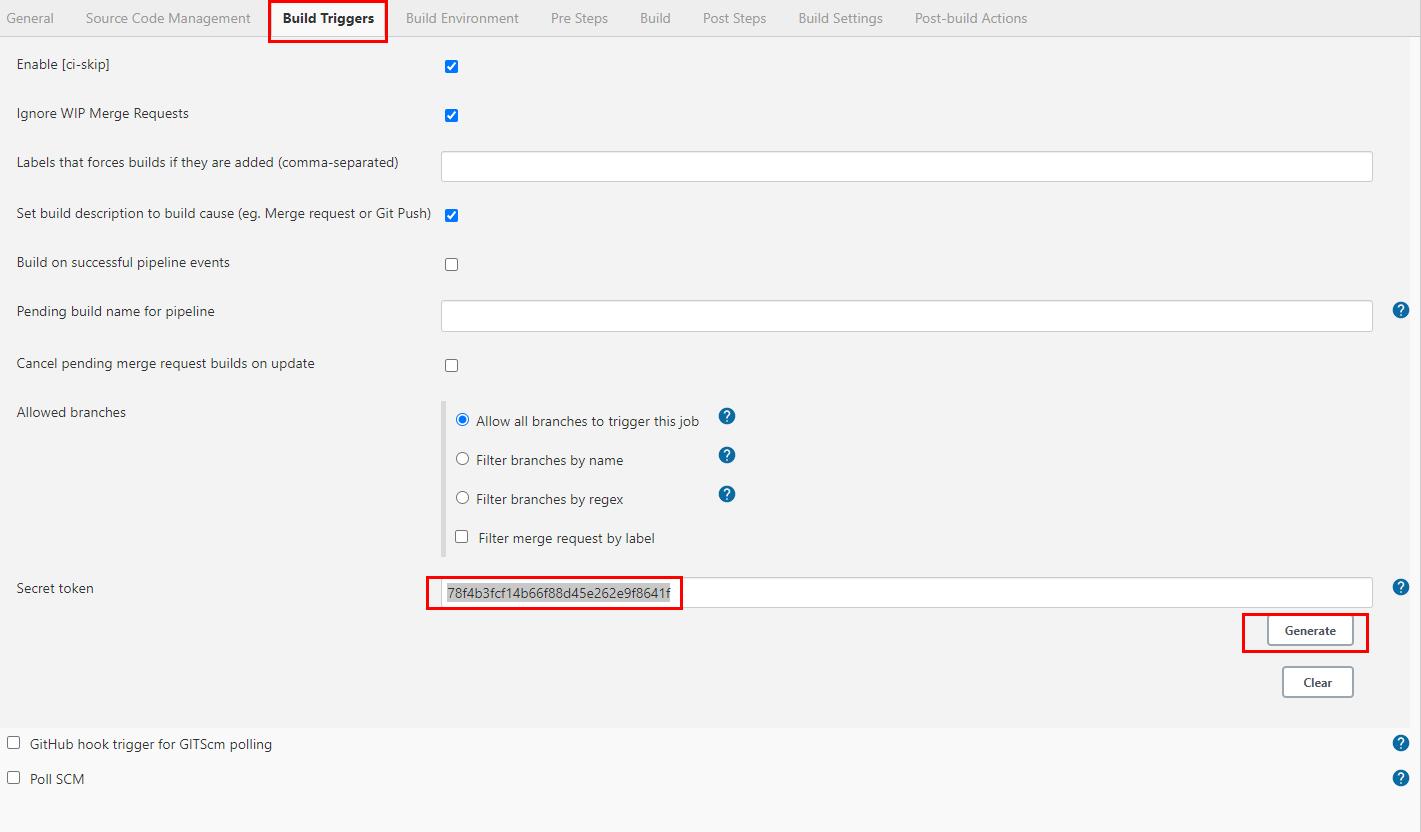 General Source Code Management Build Triggers Build Environment Pre Steps Build Post Steps Build Settings Post-build Actions
Enable [ci-skip]
Ignore WIP Merge Requests
Labels that forces builds if they are added (comma-separated)
Set build description to build cause (eg. Merge request or Git Push)
Build on successful pipeline events
Pending build name for pipeline ?
Cancel pending merge request builds on update
Allowed branches
Allow all branches to trigger this job ?
Filter branches by name ?
Filter branches by regex ?
Filter merge request by label
Secret token 78f4b3fcf14b66f88d45e262e9f8641f ?
Generate
Clear
GitHub hook trigger for GITScm polling ?
Poll SCM ?